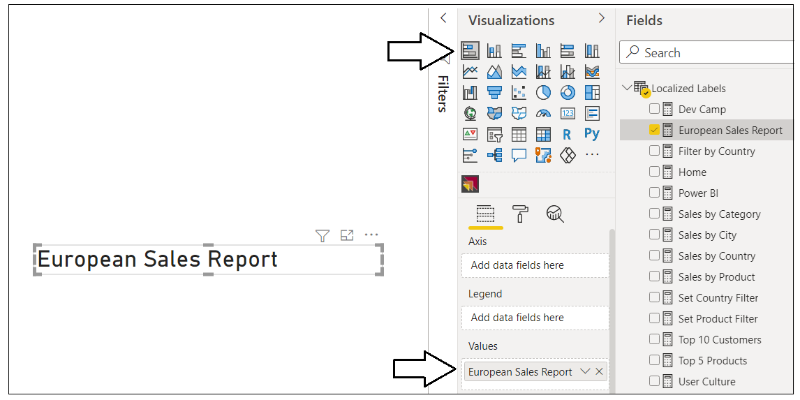 European Sales Report
Filters
Visualizations
123
R
Py
Axis
Add data fields here
Legend
Add data fields here
Values
European Sales Report
Fields
Search
Localized Labels
Dev Camp
European Sales Report
Filter by Country
Home
Power BI
Sales by Category
Sales by City
Sales by Country
Sales by Product
Set Country Filter
Set Product Filter
Top 10 Customers
Top 5 Products
User Culture